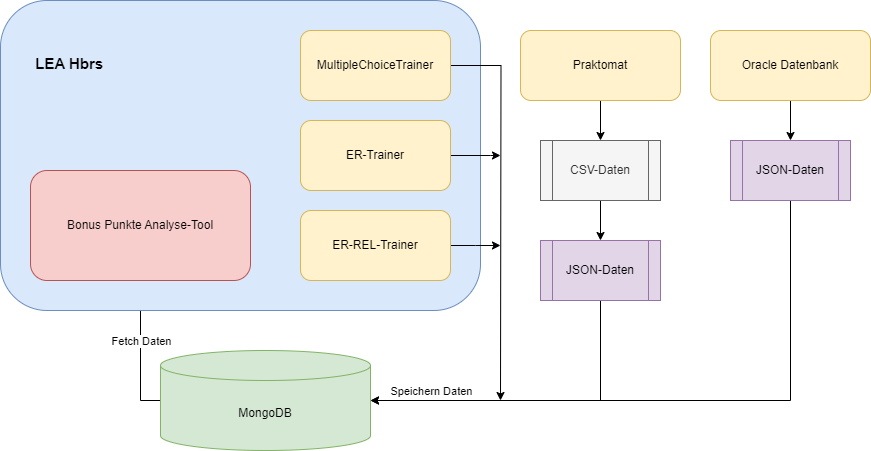 LEA Hbrs
MultipleChoiceTrainer
Praktomat
Oracle Datenbank
ER-Trainer
CSV-Daten
JSON-Daten
Bonus Punkte Analyse-Tool
ER-REL-Trainer
JSON-Daten
Fetch Daten
Speichern Daten
MongoDB